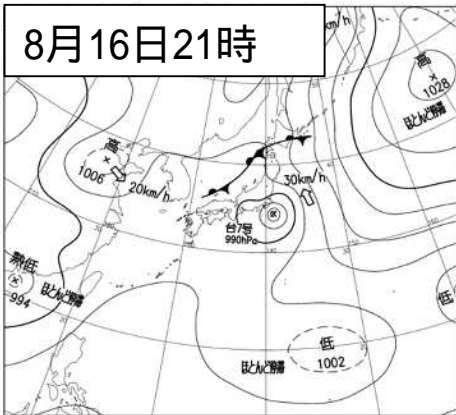 8月16日21時
km/h
高
1028
ほとんど停滞
高
1006
20km/h
30km/h
台7号
990hPa
熱低
ほとんど停滞
994
低
1002
ほとんど停滞
低